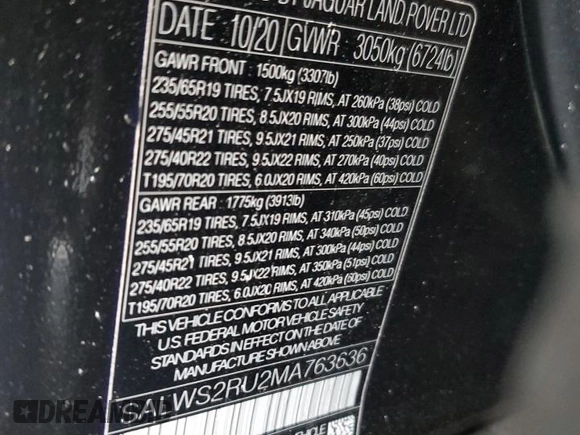 BY JAGUAR LAND ROVER LTD
DATE 10/20 GVWR 3050kg (6724lb)
GAWR FRONT : 1500kg (3307lb)
235/65R19 TIRES, 7.5JX19 RIMS, AT 260kPa (38psi) COLD
255/55R20 TIRES, 8.5JX20 RIMS, AT 300kPa (44psi) COLD
275/45R21 TIRES, 9.5JX21 RIMS, AT 250kPa (37psi) COLD
275/40R22 TIRES, 9.5JX22 RIMS, AT 270kPa (40psi) COLD
T195/70R20 TIRES, 6.0JX20 RIMS, AT 420kPa (60psi) COLD
GAWR REAR : 1775kg (3913lb)
235/65R19 TIRES, 7.5JX19 RIMS, AT 310kPa (45psi) COLD
255/55R20 TIRES, 8.5JX20 RIMS, AT 340kPa (50psi) COLD
275/45R21 TIRES, 9.5JX21 RIMS, AT 300kPa (44psi) COLD
275/40R22 TIRES, 9.5JX22 RIMS, AT 350kPa (51psi) COLD
T195/70R20 TIRES, 6.0JX20 RIMS, AT 420kPa (60psi) COLD
THIS VEHICLE CONFORMS TO ALL APPLICABLE
U.S. FEDERAL MOTOR VEHICLE SAFETY
STANDARDS IN EFFECT ON THE DATE OF
MANUFACTURE SHOWN ABOVE
SALWS2RU2MA763636
DREAMSAD